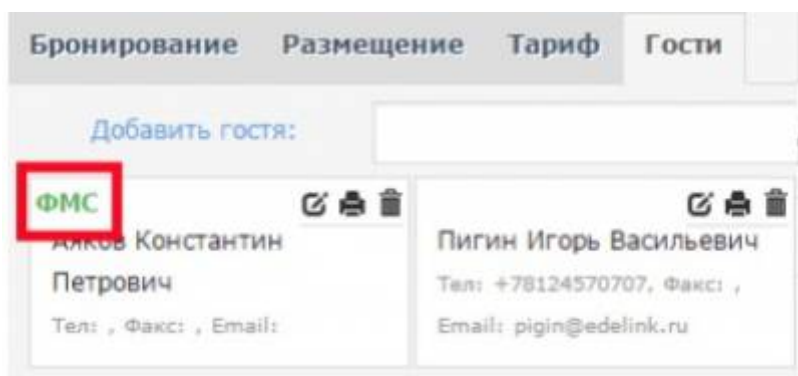 Бронирование Размещение Тариф Гости
Добавить гостя:
ФМС
Аяков Константин
Петрович
Тел: , Факс: , Email:
Пигин Игорь Васильевич
Тел: +78124570707, Факс: ,
Email: pigin@edelink.ru